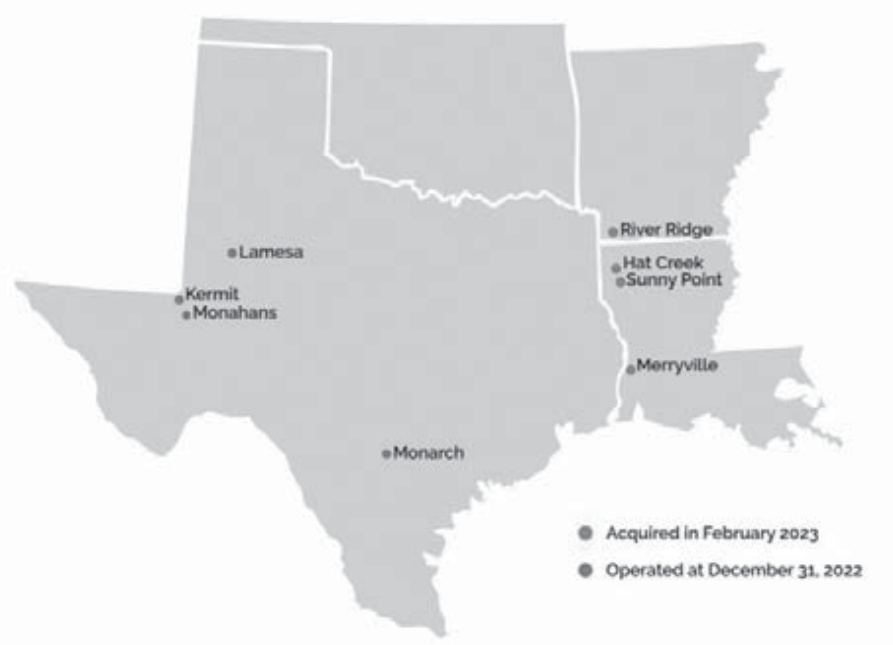 River Ridge
Lamesa
Hat Creek
Sunny Point
Kermit
Monahans
Merryville
Monarch
Acquired in February 2023
Operated at December 31, 2022